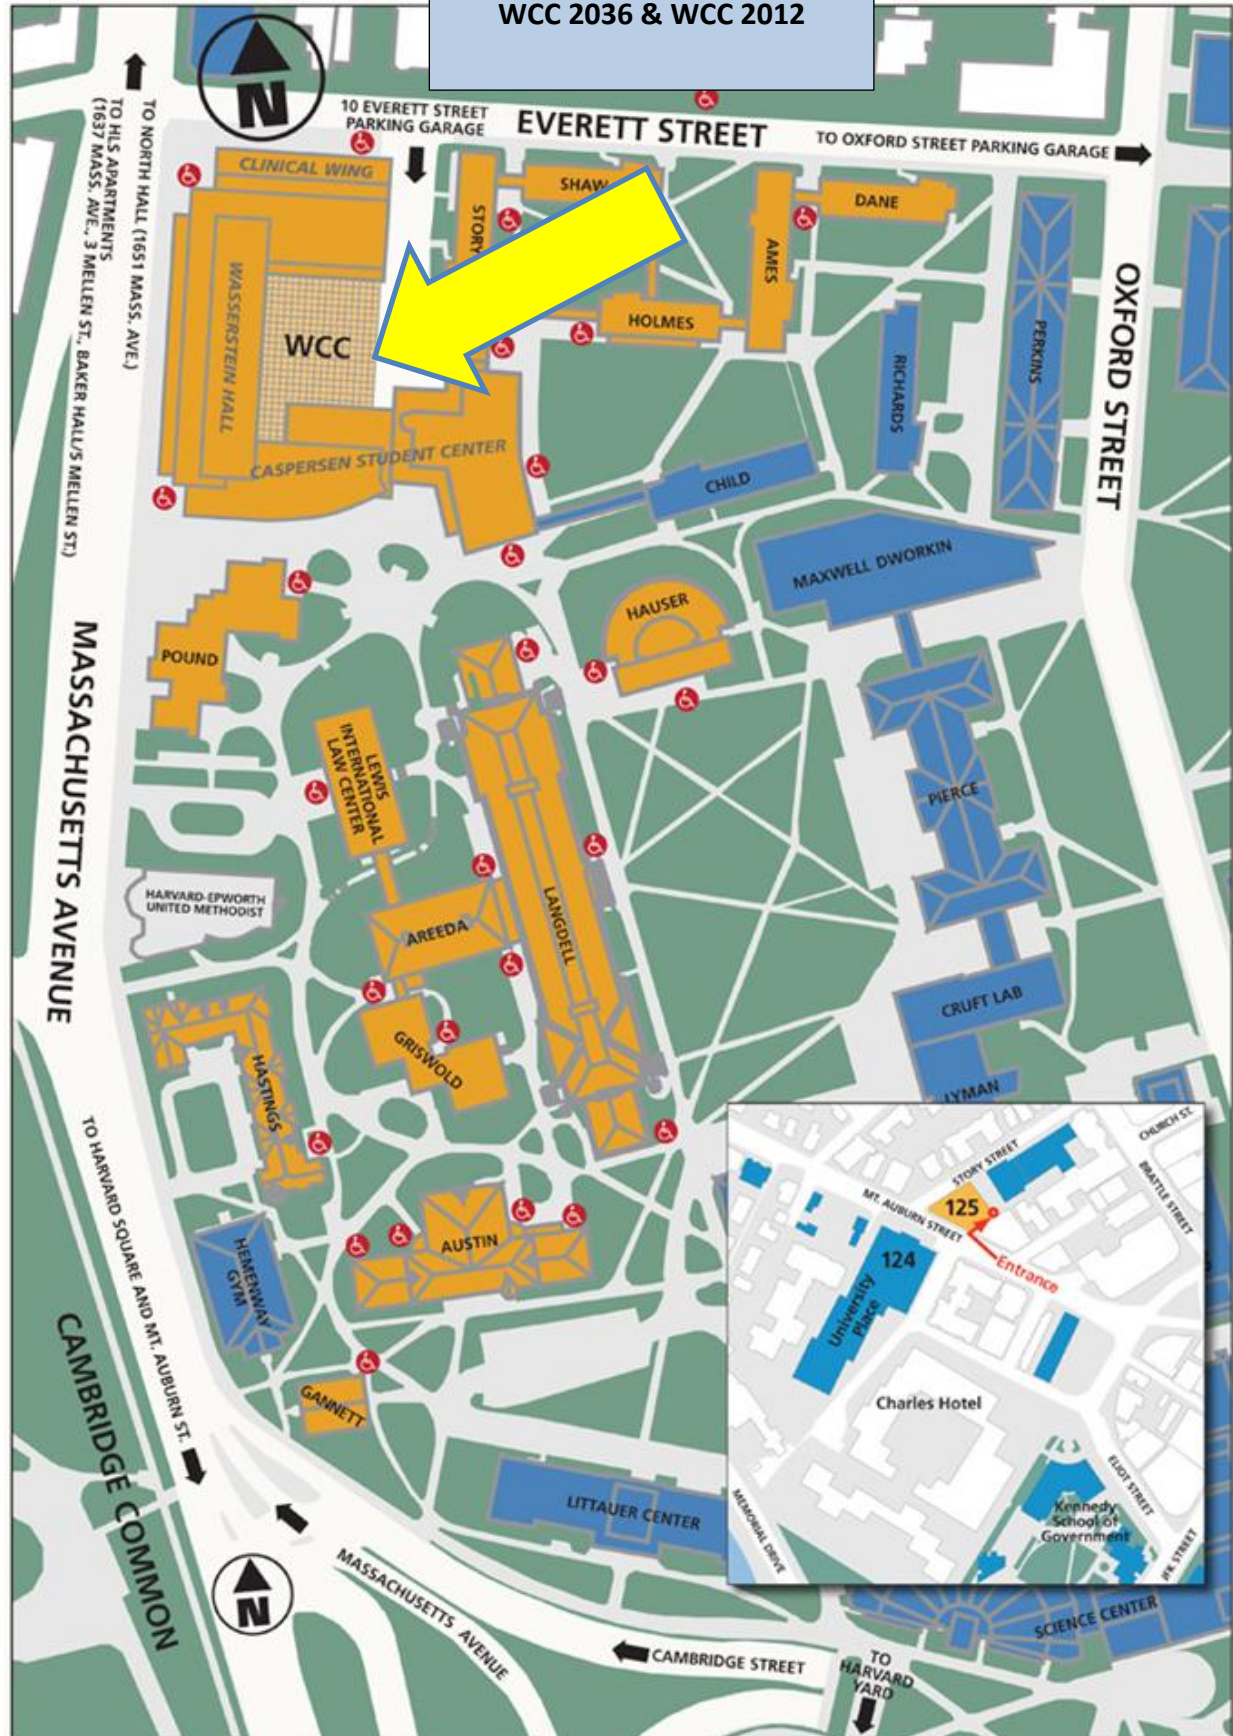 WCC 2036 & WCC 2012
N
10 EVERETT STREET
PARKING GARAGE
EVERETT STREET
TO OXFORD STREET PARKING GARAGE
TO NORTH HALL (1651 MASS. AVE.)
TO HLS APARTMENTS
(1637 MASS. AVE., 3 MELLEN ST., BAKER HALL/5 MELLEN ST.)
CLINICAL WING
WASSERSTEIN HALL
WCC
CASPERSEN STUDENT CENTER
STORY
SHAW
AMES
DANE
HOLMES
RICHARDS
PERKINS
OXFORD STREET
CHILD
MAXWELL DWORKIN
HAUSER
POUND
MASSACHUSETTS AVENUE
LEWIS
INTERNATIONAL
LAW CENTER
LANGDELL
PIERCE
HARVARD-EPWORTH
UNITED METHODIST
AREEDA
GRISWOLD
CRUFT LAB
LYMAN
HASTINGS
TO HARVARD SQUARE AND MT. AUBURN ST.
HEMENWAY
GYM
AUSTIN
GANNETT
CAMBRIDGE COMMON
LITTAUER CENTER
N
MASSACHUSETTS AVENUE
CAMBRIDGE STREET
TO
HARVARD
YARD
SCIENCE CENTER
CHURCH ST.
STORY STREET
BRATTLE STREET
MT. AUBURN STREET
125
124
Entrance
University
Place
Charles Hotel
ELIOT STREET
Kennedy
School of
Government
MEMORIAL DRIVE
JFK STREET